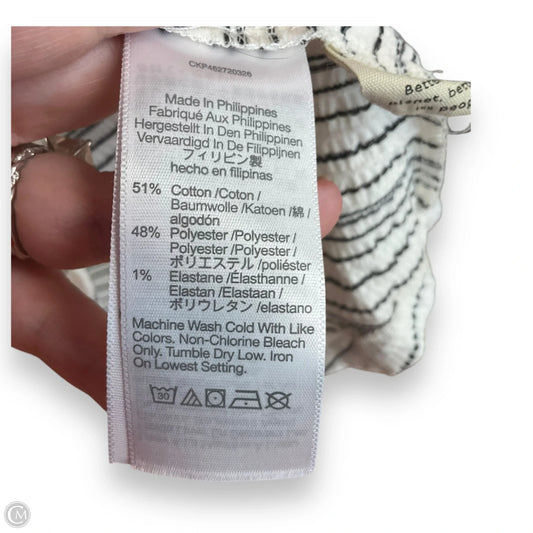 CKP462720326
Made In Philippines
Fabriqué Aux Philippines
Hergestellt In Den Philippinen
Vervaardigd In De Filippijnen
フィリピン製
hecho en filipinas
51% Cotton /Coton /
Baumwolle /Katoen /綿 /
algodón
48% Polyester /Polyester /
Polyester /Polyester /
ポリエステル /poliéster
1% Elastane /Élasthanne /
Elastan /Elastaan /
ポリウレタン /elastano
Machine Wash Cold With Like
Colors. Non-Chlorine Bleach
Only. Tumble Dry Low. Iron
On Lowest Setting.
30
planet, bet
CM